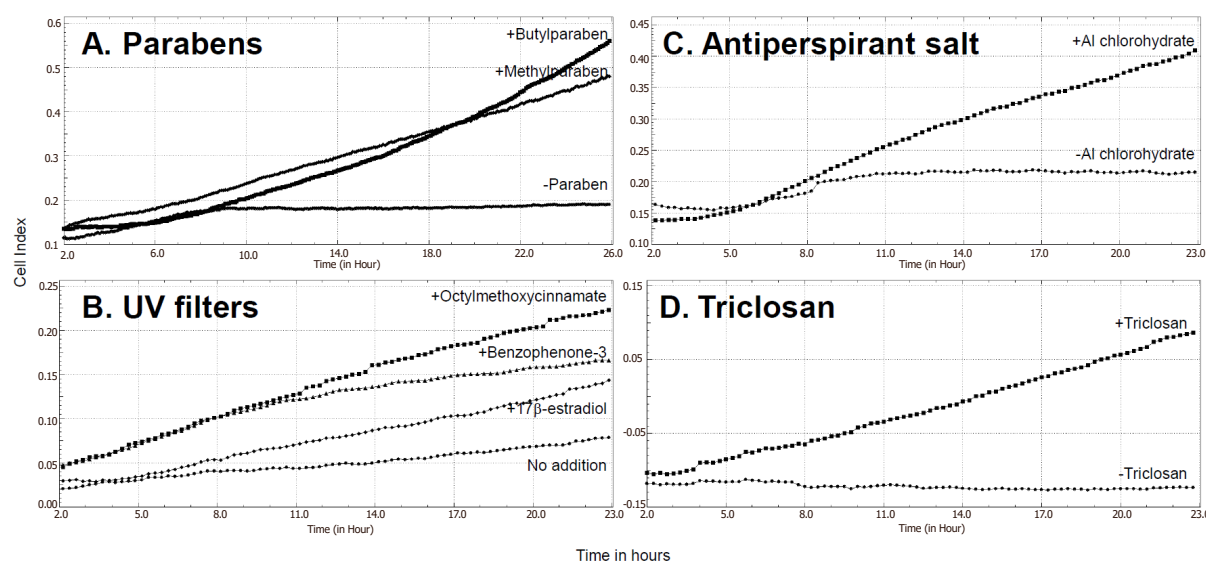 A. Parabens
+Butylparaben
+Methylparaben
-Paraben
0.6
0.5
0.4
0.3
0.2
0.1
2.0 6.0 10.0 14.0 18.0 22.0 26.0
Time (in Hour)
C. Antiperspirant salt
+Al chlorohydrate
-Al chlorohydrate
0.45
0.40
0.35
0.30
0.25
0.20
0.15
0.10
2.0 5.0 8.0 11.0 14.0 17.0 20.0 23.0
Time (in Hour)
Cell Index
B. UV filters
+Octylmethoxycinnamate
+Benzophenone-3
+17β-estradiol
No addition
0.25
0.20
0.15
0.10
0.05
0.00
2.0 5.0 8.0 11.0 14.0 17.0 20.0 23.0
Time (in Hour)
D. Triclosan
+Triclosan
-Triclosan
0.15
0.05
-0.05
-0.15
2.0 5.0 8.0 11.0 14.0 17.0 20.0 23.0
Time (in Hour)
Time in hours